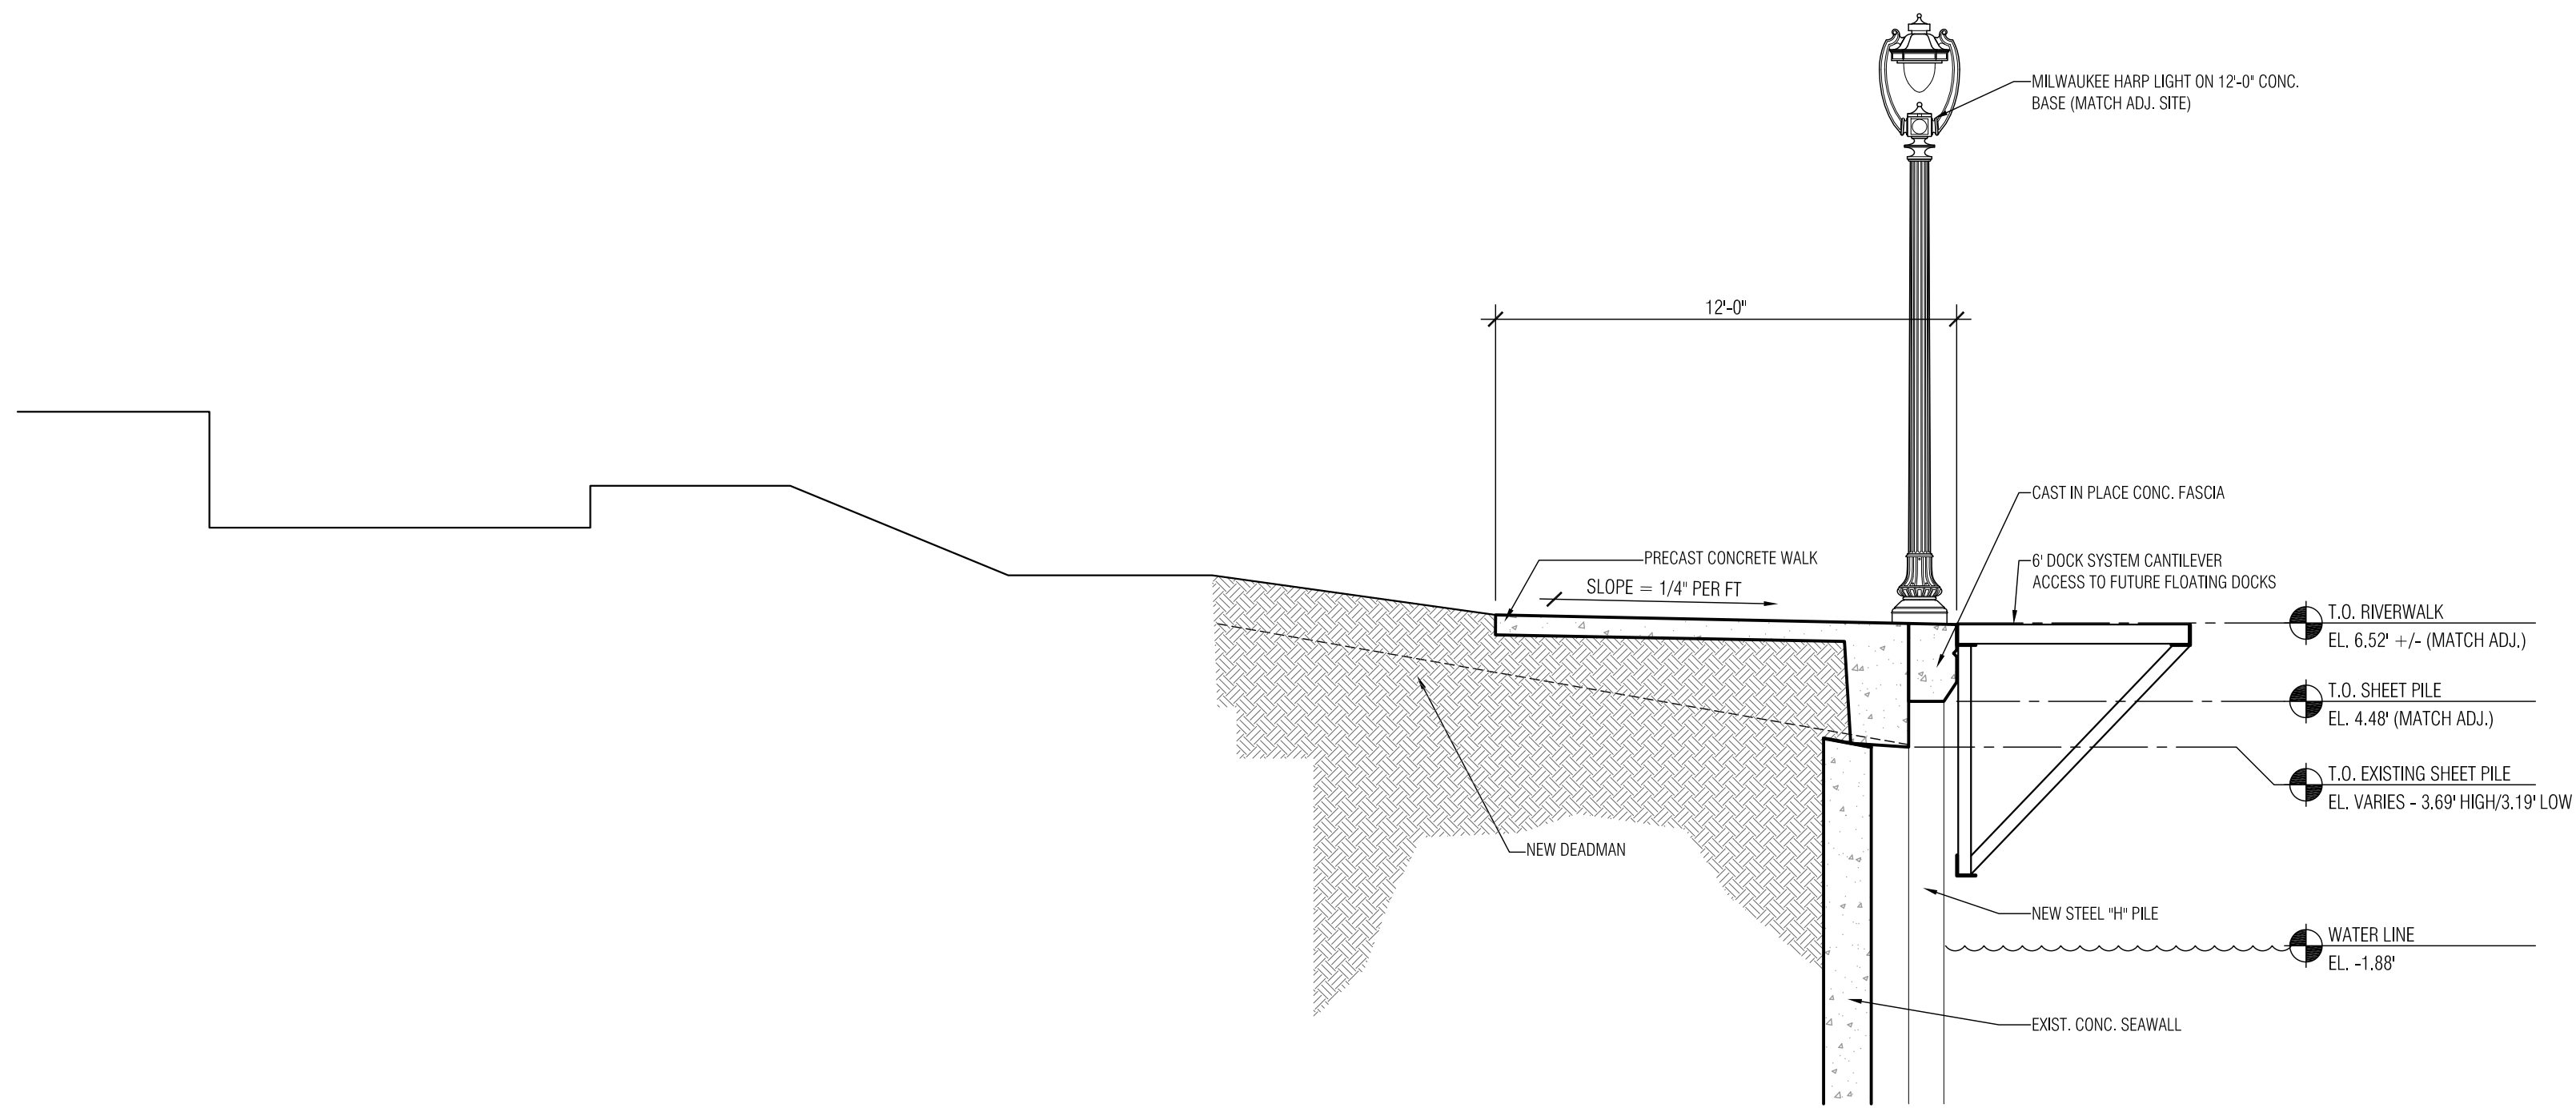 MILWAUKEE HARP LIGHT ON 12'-0" CONC.
BASE (MATCH ADJ. SITE)
12'-0"
CAST IN PLACE CONC. FASCIA
PRECAST CONCRETE WALK
SLOPE = 1/4" PER FT
6' DOCK SYSTEM CANTILEVER
ACCESS TO FUTURE FLOATING DOCKS
T.O. RIVERWALK
EL. 6.52' +/- (MATCH ADJ.)
T.O. SHEET PILE
EL. 4.48' (MATCH ADJ.)
T.O. EXISTING SHEET PILE
EL. VARIES - 3.69' HIGH/3.19' LOW
NEW DEADMAN
NEW STEEL "H" PILE
WATER LINE
EL. -1.88'
EXIST. CONC. SEAWALL